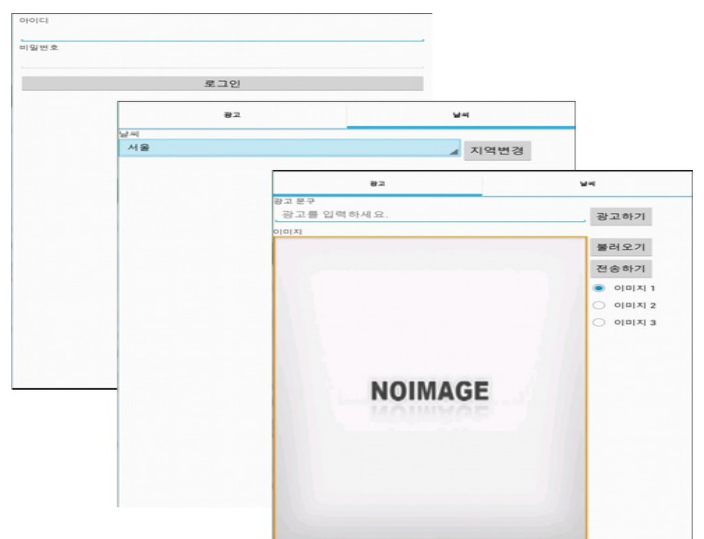 아이디
비밀번호
로그인
광고 날씨
날씨
서울 지역변경
광고 날씨
광고 문구
광고를 입력하세요. 광고하기
이미지
불러오기
전송하기
이미지 1
이미지 2
이미지 3
NOIMAGE